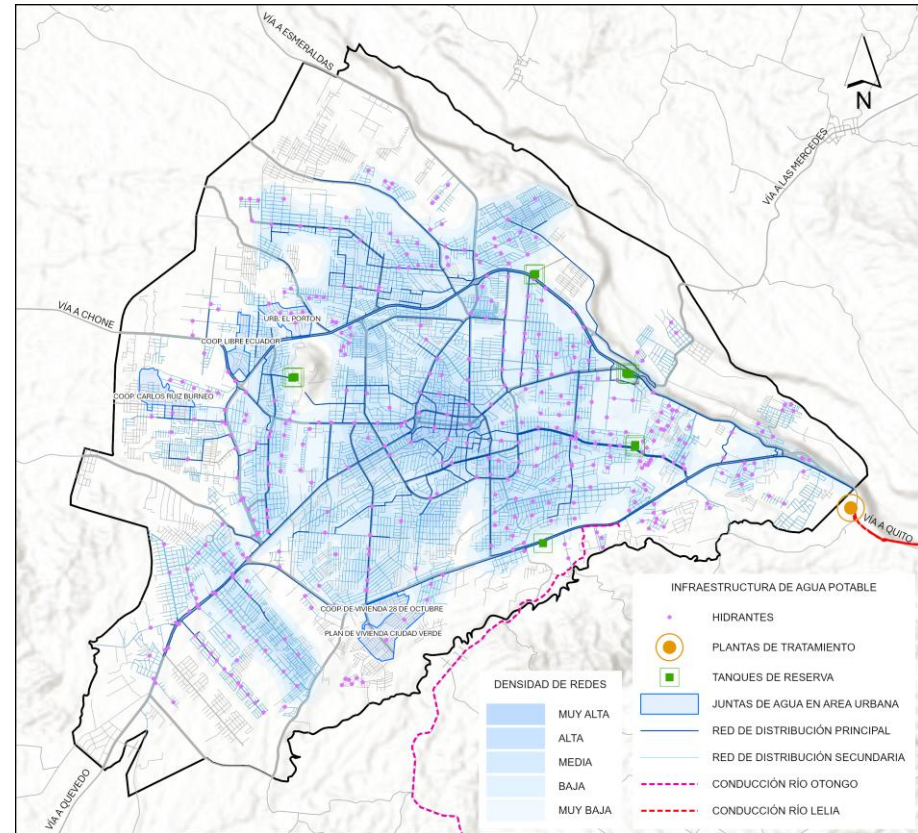 VÍA A ESMERALDAS
N
VÍA A LAS MERCEDES
VÍA A CHONE
URB. EL PORTON
COOP. LIBRE ECUADOR
COOP. CARLOS RUIZ BURNEO
VÍA A QUITO
COOP. DE VIVIENDA 28 DE OCTUBRE
PLAN DE VIVIENDA CIUDAD VERDE
VÍA A QUEVEDO
DENSIDAD DE REDES
MUY ALTA
ALTA
MEDIA
BAJA
MUY BAJA
INFRAESTRUCTURA DE AGUA POTABLE
HIDRANTES
PLANTAS DE TRATAMIENTO
TANQUES DE RESERVA
JUNTAS DE AGUA EN AREA URBANA
RED DE DISTRIBUCIÓN PRINCIPAL
RED DE DISTRIBUCIÓN SECUNDARIA
CONDUCCIÓN RÍO OTONGO
CONDUCCIÓN RÍO LELIA